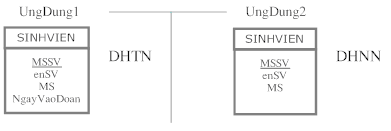 UngDung1
SINHVIEN
MSSV
enSV
MS
NgayVaoDoan
DHTN
UngDung2
SINHVIEN
MSSV
enSV
MS
DHNN